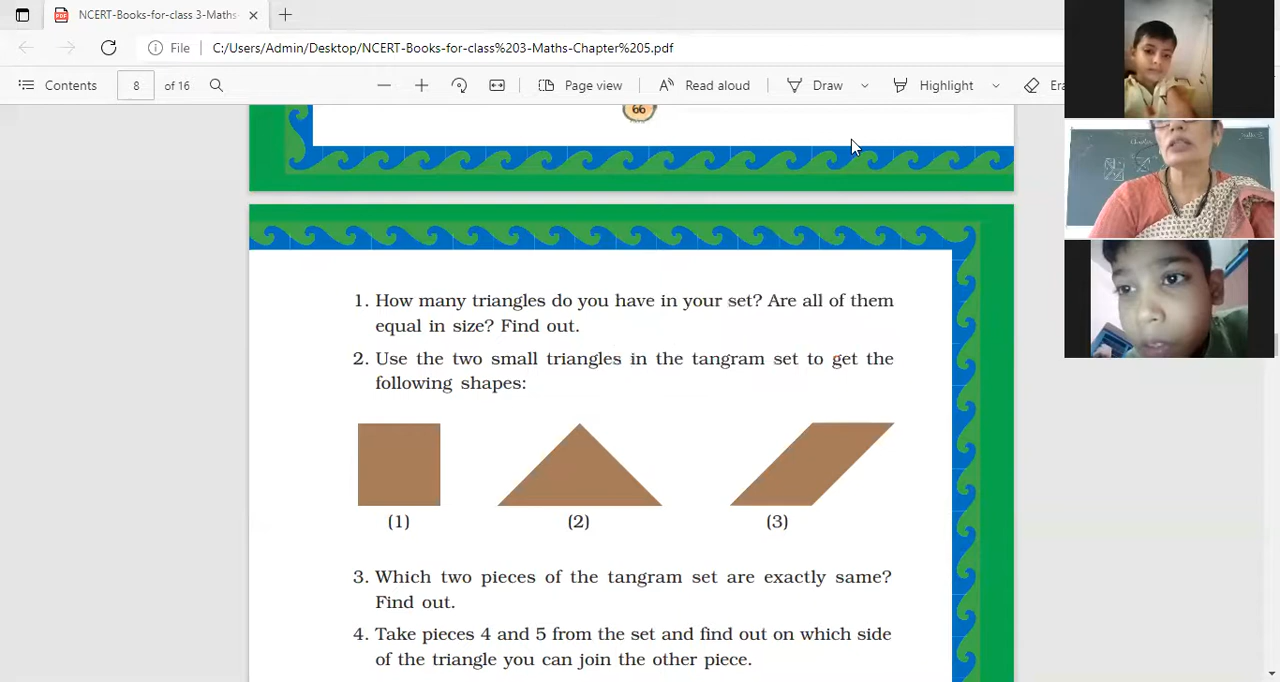 NCERT-Books-for-class 3-Maths-
File C:/Users/Admin/Desktop/NCERT-Books-for-class%203-Maths-Chapter%205.pdf
Contents 8 of 16 Page view Read aloud Draw Highlight Era
66
1. How many triangles do you have in your set? Are all of them
equal in size? Find out.
2. Use the two small triangles in the tangram set to get the
following shapes:
(1) (2) (3)
3. Which two pieces of the tangram set are exactly same?
Find out.
4. Take pieces 4 and 5 from the set and find out on which side
of the triangle you can join the other piece.